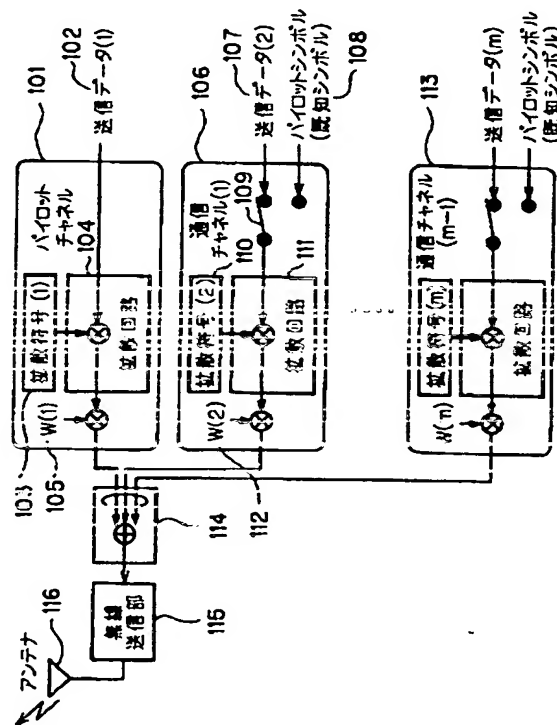 101
102
送信データ(1)
パイロット
チャネル
104
拡散符号(1)
拡散回路
103
W(1)
105
106
107
送信データ(2)
パイロットシンボル
(既知シンボル)
108
通信
チャネル(1)
109
110
拡散符号(2)
111
拡散回路
W(2)
112
113
送信データ(m)
パイロットシンボル
(既知シンボル)
通信チャネル
(m-1)
拡散符号(m)
拡散回路
W(m)
114
無線
送信部
115
アンテナ
116